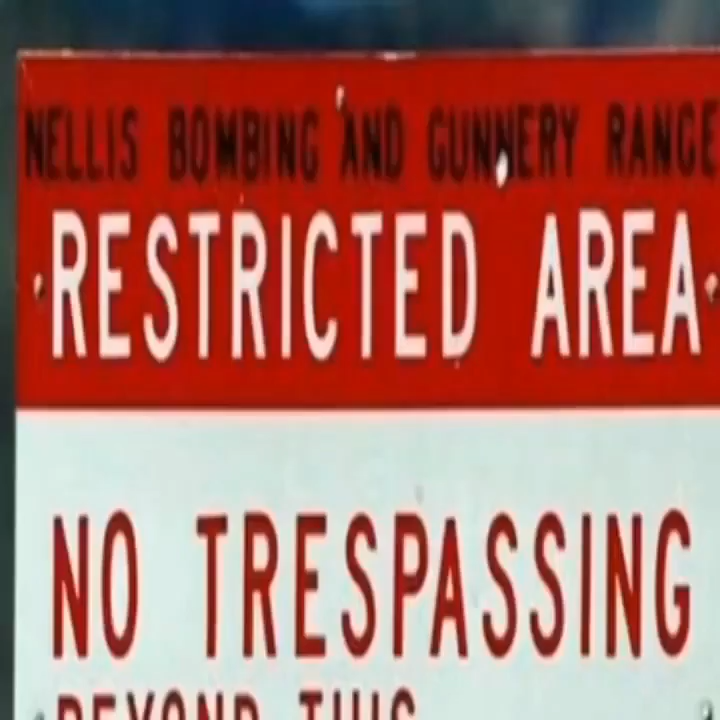 NELLIS BOMBING AND GUNNERY RANGE
RESTRICTED AREA
NO TRESPASSING
BEYOND THIS